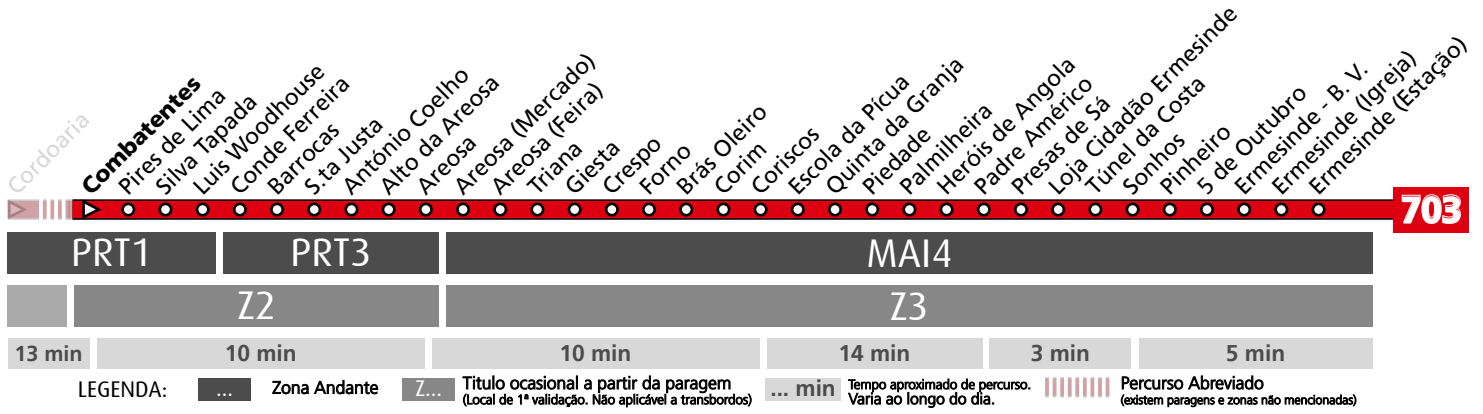 Cordoaria
Combatentes
Pires de Lima
Silva Tapada
Luis Woodhouse
Conde Ferreira
Barrocas
S.ta Justa
António Coelho
Alto da Areosa
Areosa
Areosa (Mercado)
Areosa (Feira)
Triana
Giesta
Crespo
Forno
Brás Oleiro
Corim
Coriscos
Escola da Pícua
Quinta da Granja
Piedade
Palmilheira
Heróis de Angola
Padre Américo
Presas de Sá
Loja Cidadão Ermesinde
Túnel da Costa
Sonhos
Pinheiro
5 de Outubro
Ermesinde - B. V.
Ermesinde (Igreja)
Ermesinde (Estação)
703
PRT1 PRT3 MAI4
Z2 Z3
13 min 10 min 10 min 14 min 3 min 5 min
LEGENDA:
... Zona Andante
Z... Titulo ocasional a partir da paragem
(Local de 1ª validação. Não aplicável a transbordos)
... min Tempo aproximado de percurso.
Varia ao longo do dia.
Percurso Abreviado
(existem paragens e zonas não mencionadas)